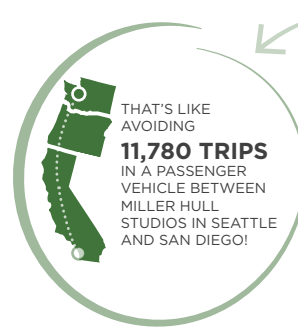 THAT'S LIKE
AVOIDING
11,780 TRIPS
IN A PASSENGER
VEHICLE BETWEEN
MILLER HULL
STUDIOS IN SEATTLE
AND SAN DIEGO!